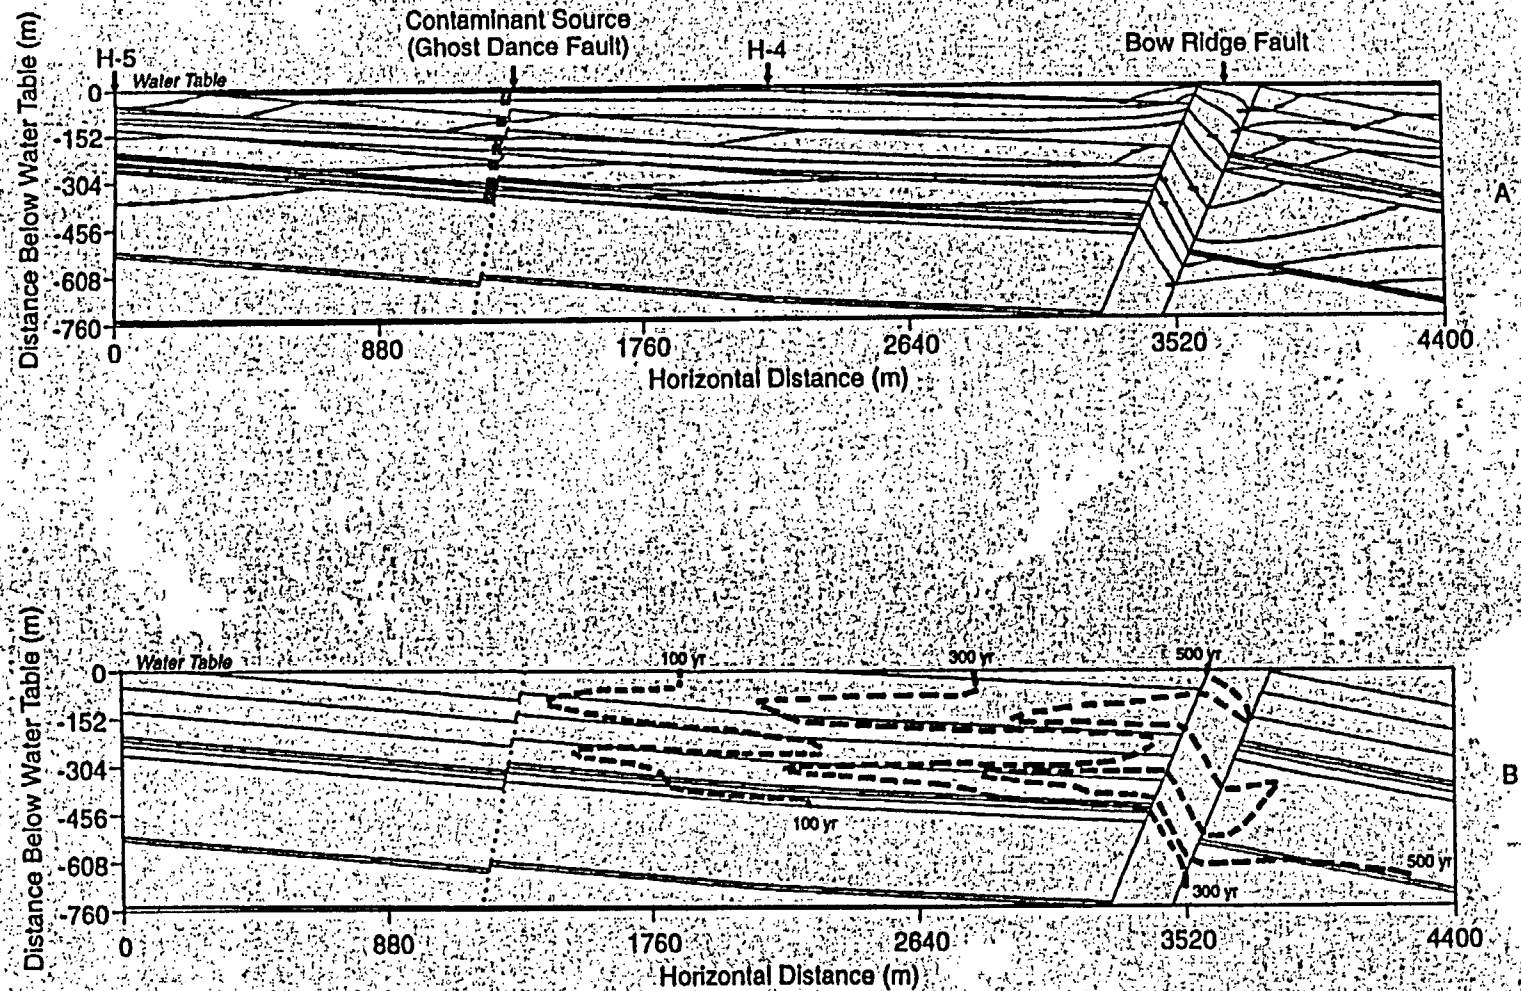 Contaminant Source
(Ghost Dance Fault)
H-5
H-4
Bow Ridge Fault
Water Table
Distance Below Water Table (m)
0
-152
-304
-456
-608
-760
0
880
1760
2640
3520
4400
Horizontal Distance (m)
A
Water Table
100 yr
300 yr
500 yr
Distance Below Water Table (m)
0
-152
-304
-456
-608
-760
100 yr
500 yr
300 yr
B
0
880
1760
2640
3520
4400
Horizontal Distance (m)